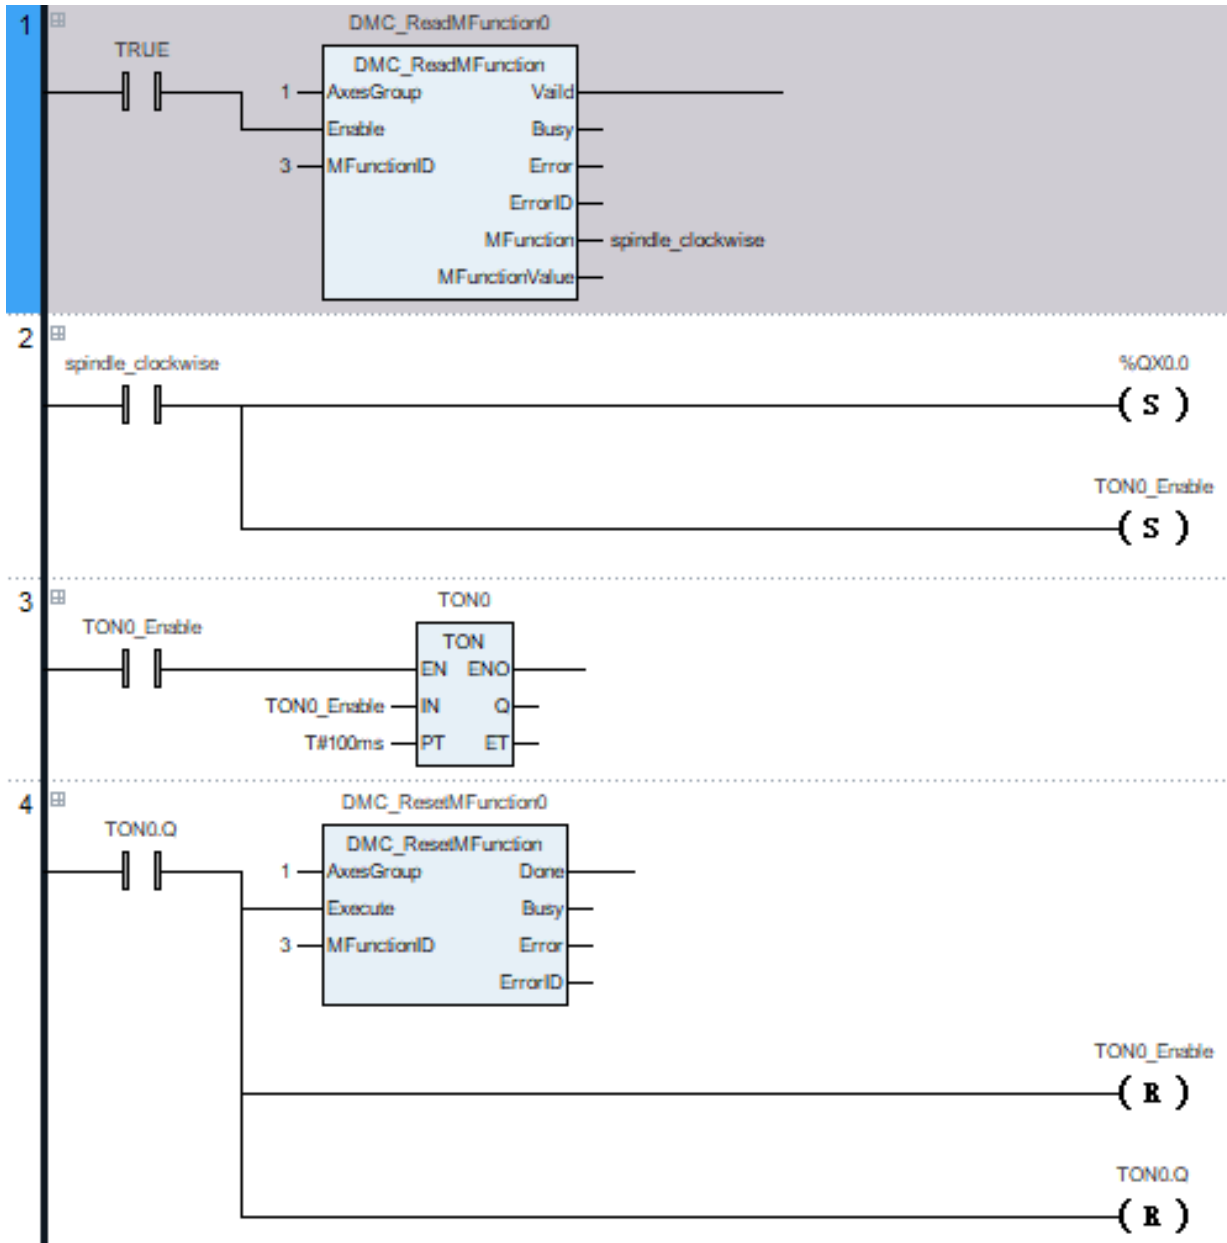 1
DMC_ReadMFunction0
TRUE
DMC_ReadMFunction
1 AxesGroup Vaild
Enable Busy
3 MFunctionID Error
ErrorID
MFunction spindle_clockwise
MFunctionValue
2
spindle_clockwise %QX0.0
( S )
TON0_Enable
( S )
3
TON0
TON0_Enable
TON
EN ENO
TON0_Enable IN Q
T#100ms PT ET
4
DMC_ResetMFunction0
TON0.Q
DMC_ResetMFunction
1 AxesGroup Done
Execute Busy
3 MFunctionID Error
ErrorID
TON0_Enable
( R )
TON0.Q
( R )